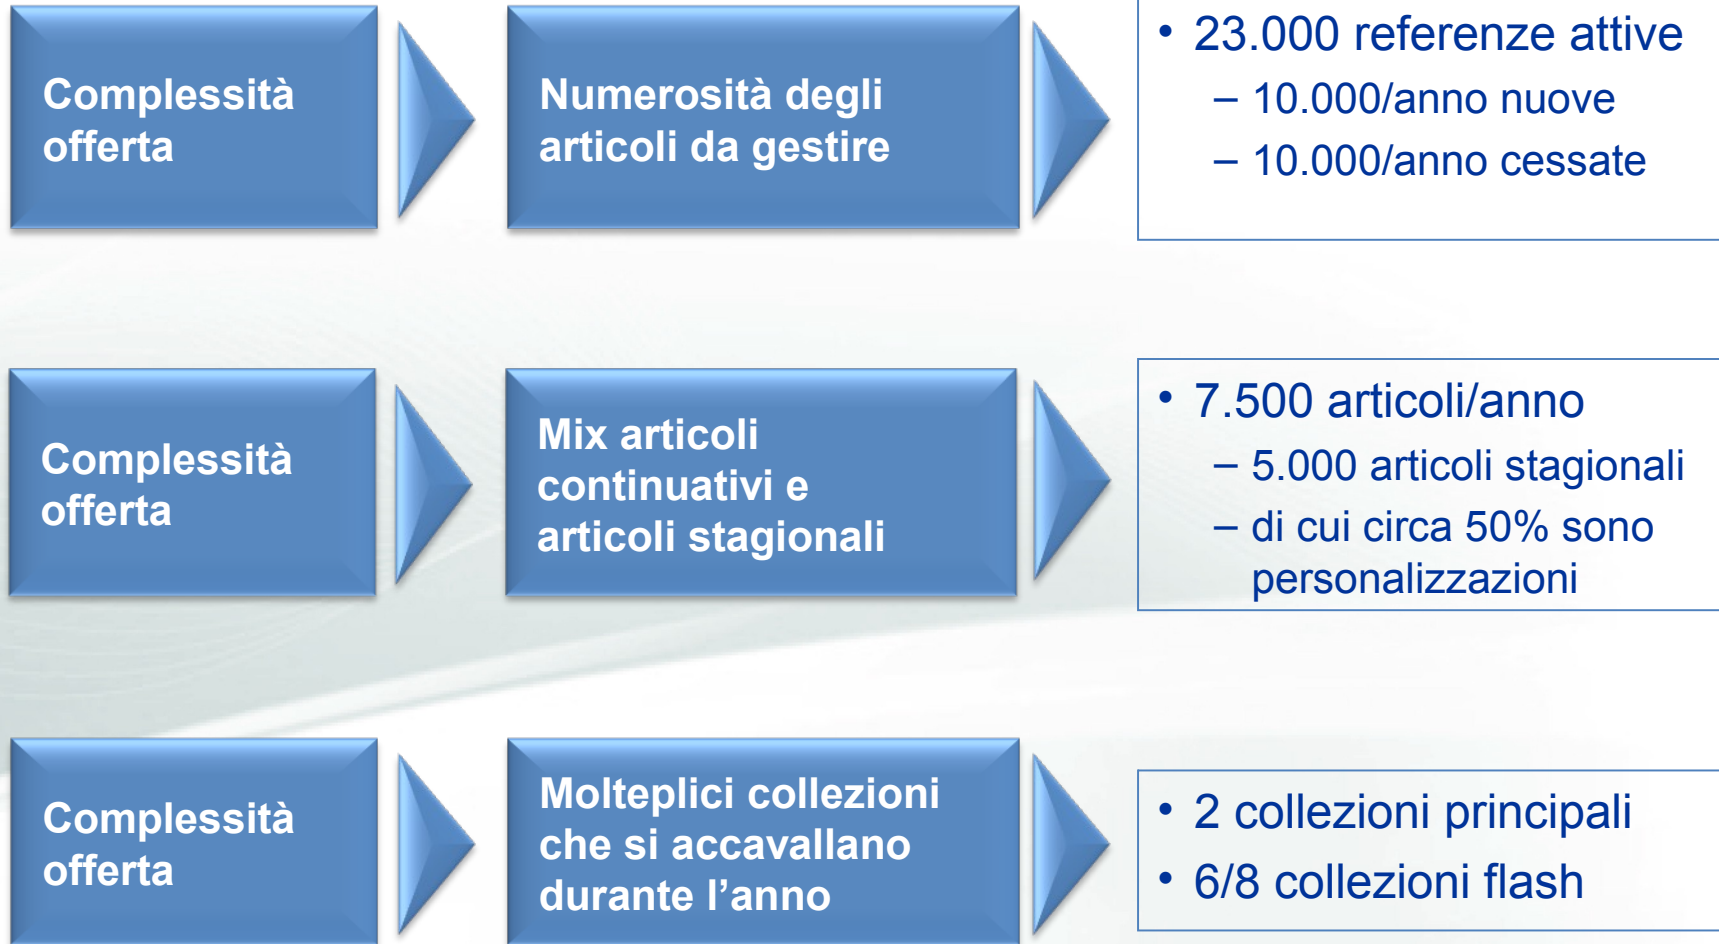 Complessità
offerta
Numerosità degli
articoli da gestire
• 23.000 referenze attive
– 10.000/anno nuove
– 10.000/anno cessate
Complessità
offerta
Mix articoli
continuativi e
articoli stagionali
• 7.500 articoli/anno
– 5.000 articoli stagionali
– di cui circa 50% sono
personalizzazioni
Complessità
offerta
Molteplici collezioni
che si accavallano
durante l’anno
• 2 collezioni principali
• 6/8 collezioni flash